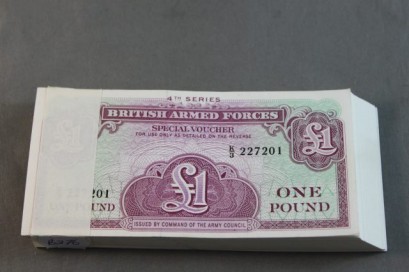 4TH SERIES
BRITISH ARMED FORCES
SPECIAL VOUCHER
FOR USE ONLY AS DETAILED ON THE REVERSE
£1
K/3 227201
201
£1
ONE
POUND
ISSUED BY COMMAND OF THE ARMY COUNCIL